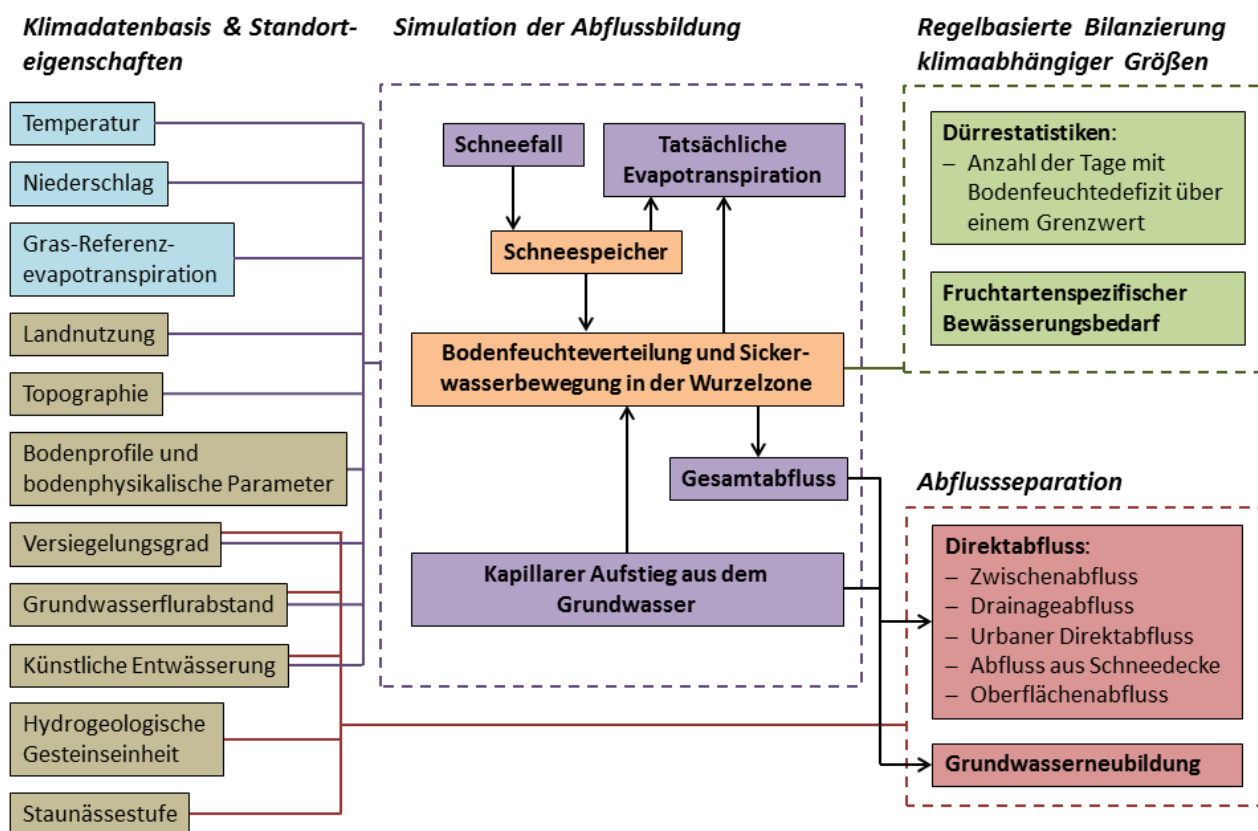 Klimadatenbasis & Standort-
eigenschaften
Temperatur
Niederschlag
Gras-Referenz-
evapotranspiration
Landnutzung
Topographie
Bodenprofile und
bodenphysikalische Parameter
Versiegelungsgrad
Grundwasserflurabstand
Künstliche Entwässerung
Hydrogeologische
Gesteinseinheit
Staunässestufe
Simulation der Abflussbildung
Schneefall
Tatsächliche
Evapotranspiration
Schneespeicher
Bodenfeuchteverteilung und Sicker-
wasserbewegung in der Wurzelzone
Gesamtabfluss
Kapillarer Aufstieg aus dem
Grundwasser
Regelbasierte Bilanzierung
klimaabhängiger Größen
Dürrestatistiken:
– Anzahl der Tage mit
Bodenfeuchtedefizit über
einem Grenzwert
Fruchtartenspezifischer
Bewässerungsbedarf
Abflussseparation
Direktabfluss:
– Zwischenabfluss
– Drainageabfluss
– Urbaner Direktabfluss
– Abfluss aus Schneedecke
– Oberflächenabfluss
Grundwasserneubildung